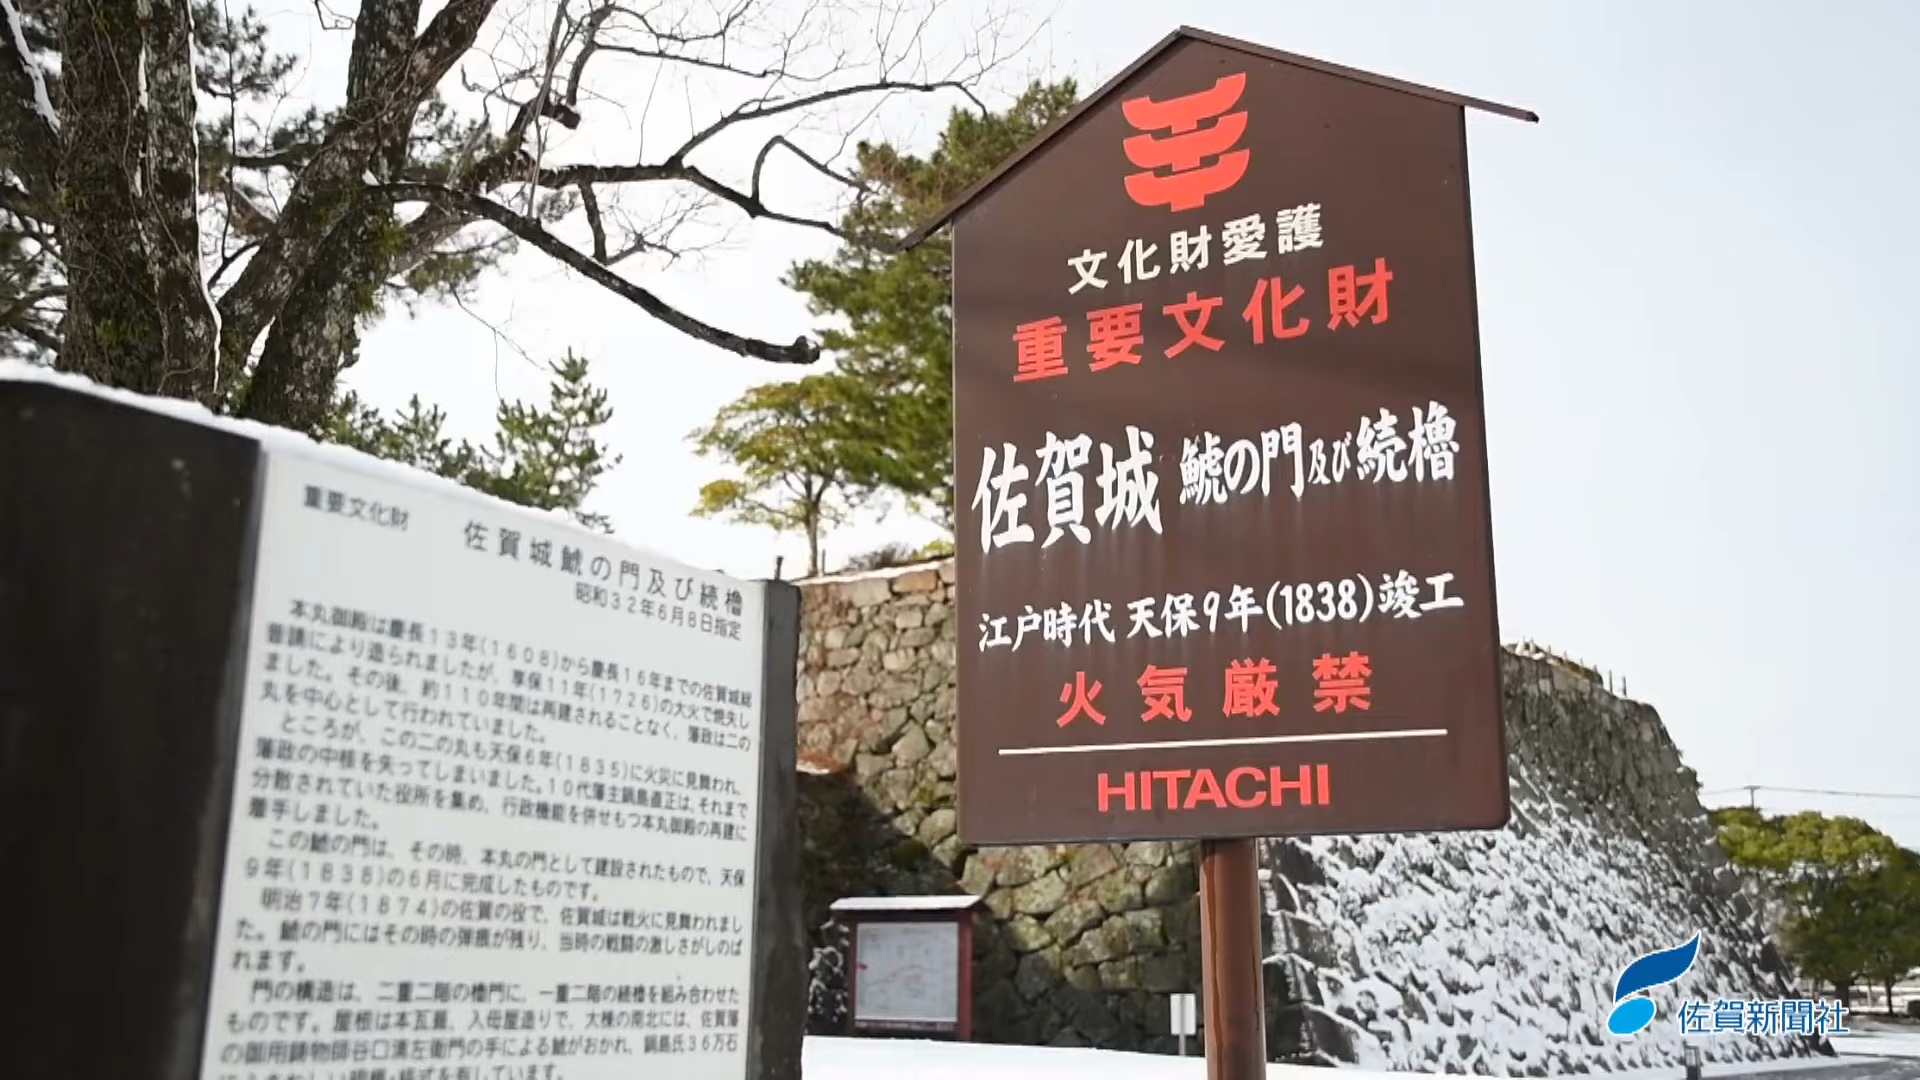 重要文化財 佐賀城鯱の門及び続櫓
昭和32年6月8日指定
本丸御殿は慶長13年(1608)から慶長16年までの佐賀城総
普請により造られましたが、享保11年(1726)の大火で焼失し
ました。その後、約110年間は再建されることなく、藩政は二の
丸を中心として行われていました。
ところが、この二の丸も天保6年(1835)に火災に見舞われ、
藩政の中核を失ってしまいました。10代藩主鍋島直正は、それまで
分散されていた役所を集め、行政機能を併せもつ本丸御殿の再建に
着手しました。
この鯱の門は、その時、本丸の門として建設されたもので、天保
9年(1838)の6月に完成したものです。
明治7年(1874)の佐賀の役で、佐賀城は戦火に見舞われまし
た。鯱の門にはその時の弾痕が残り、当時の戦闘の激しさがしのば
れます。
門の構造は、二重二階の櫓門に、一重二階の続櫓を組み合わせた
ものです。屋根は本瓦葺、入母屋造りで、大棟の南北には、佐賀藩
の御用鋳物師谷口清左衛門の手による鯱がおかれ、鍋島氏36万石
文化財愛護
重要文化財
佐賀城 鯱の門及び続櫓
江戸時代 天保9年(1838)竣工
火気厳禁
HITACHI
佐賀新聞社